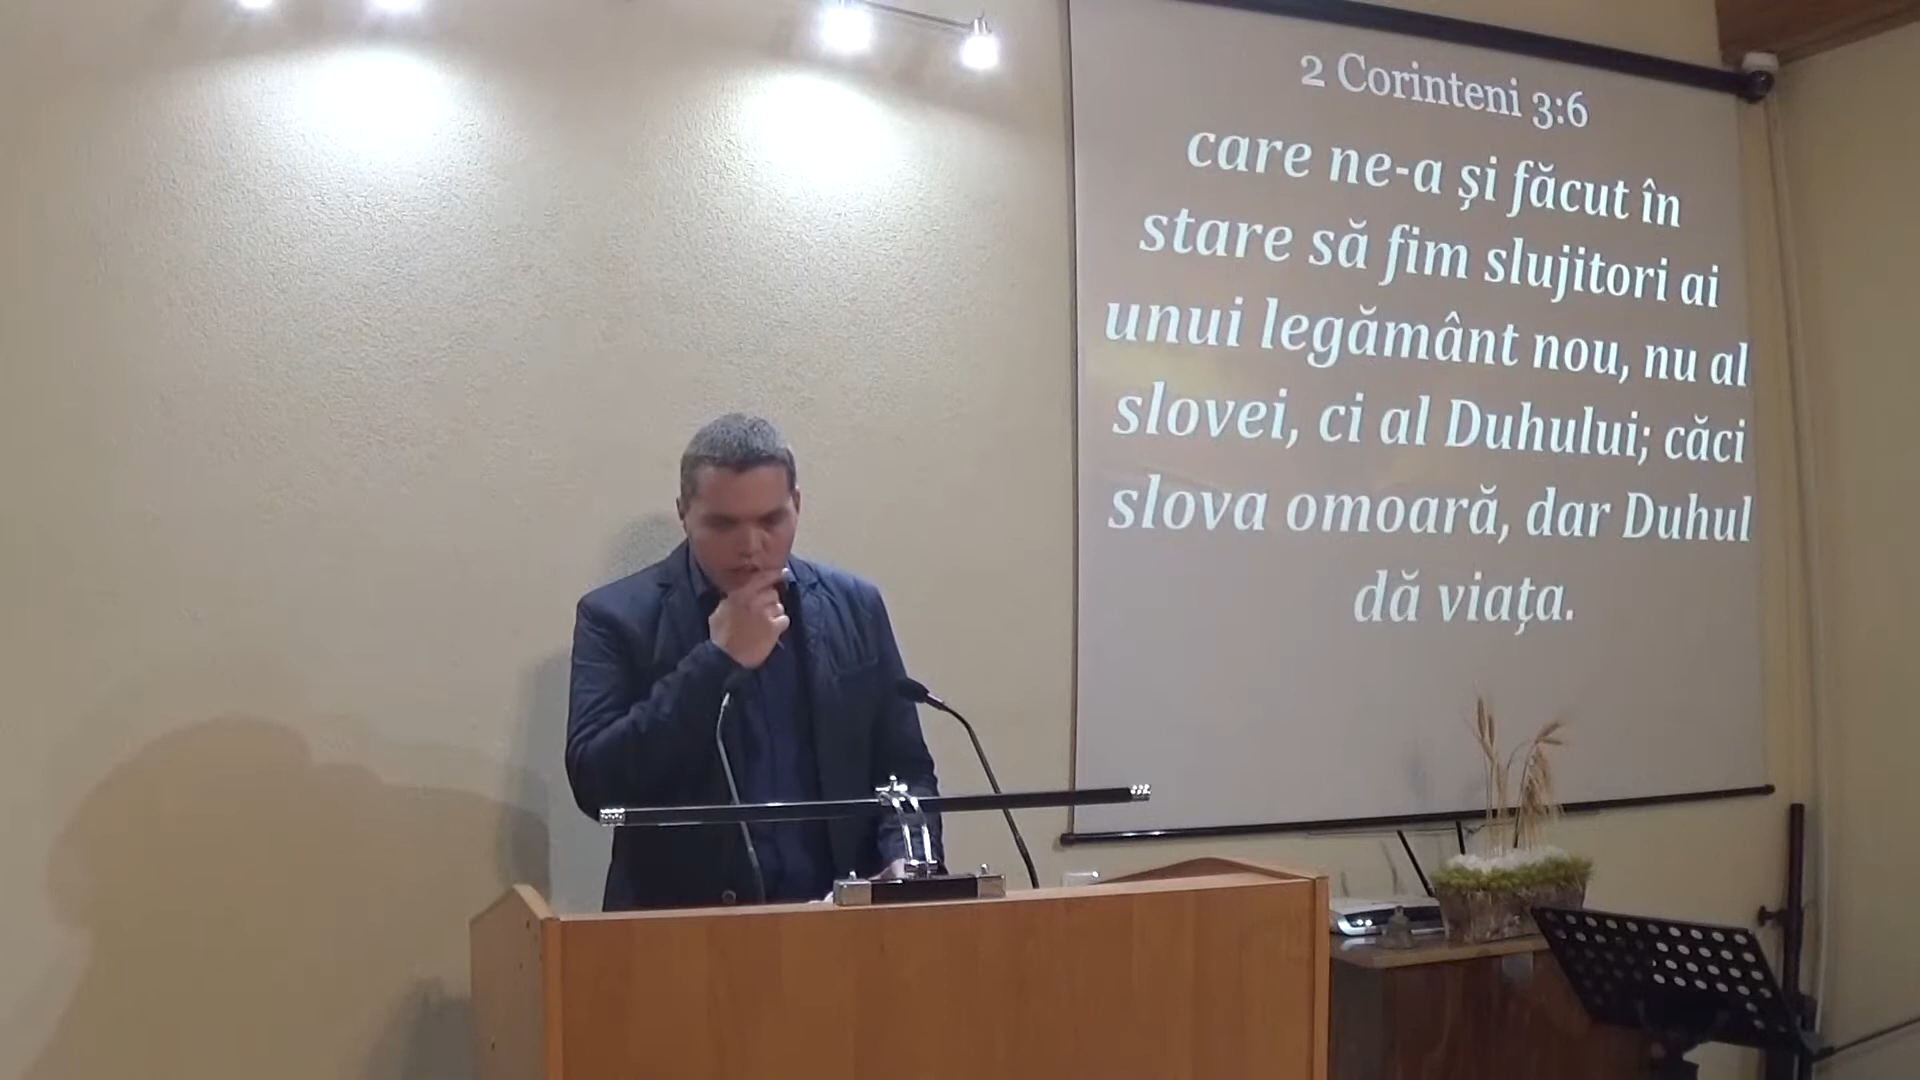 2 Corinteni 3:6
care ne-a și făcut în
stare să fim slujitori ai
unui legământ nou, nu al
slovei, ci al Duhului; căci
slova omoară, dar Duhul
dă viața.